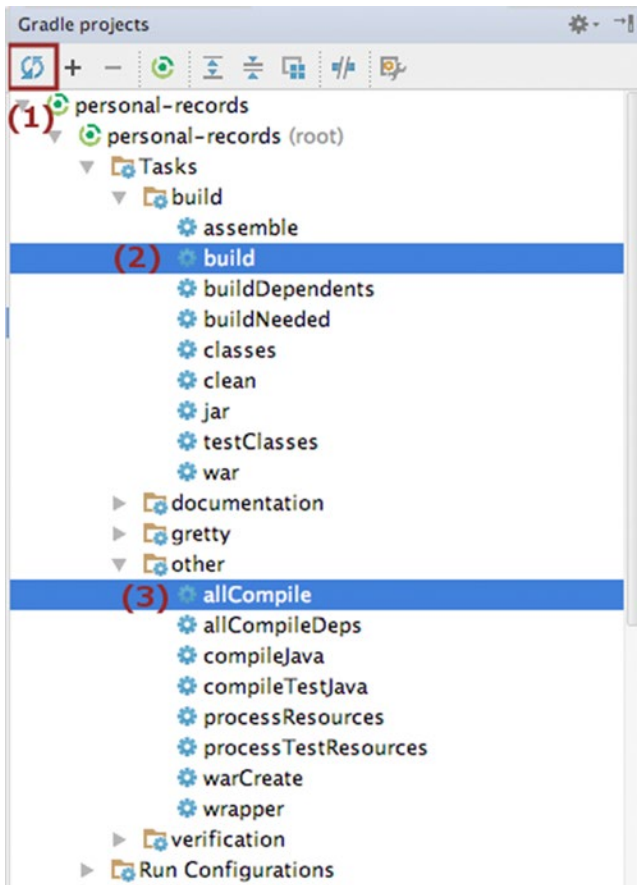 Gradle projects
personal-records
(1)
personal-records (root)
Tasks
build
assemble
(2) build
buildDependents
buildNeeded
classes
clean
jar
testClasses
war
documentation
gretty
other
(3) allCompile
allCompileDeps
compileJava
compileTestJava
processResources
processTestResources
warCreate
wrapper
verification
Run Configurations